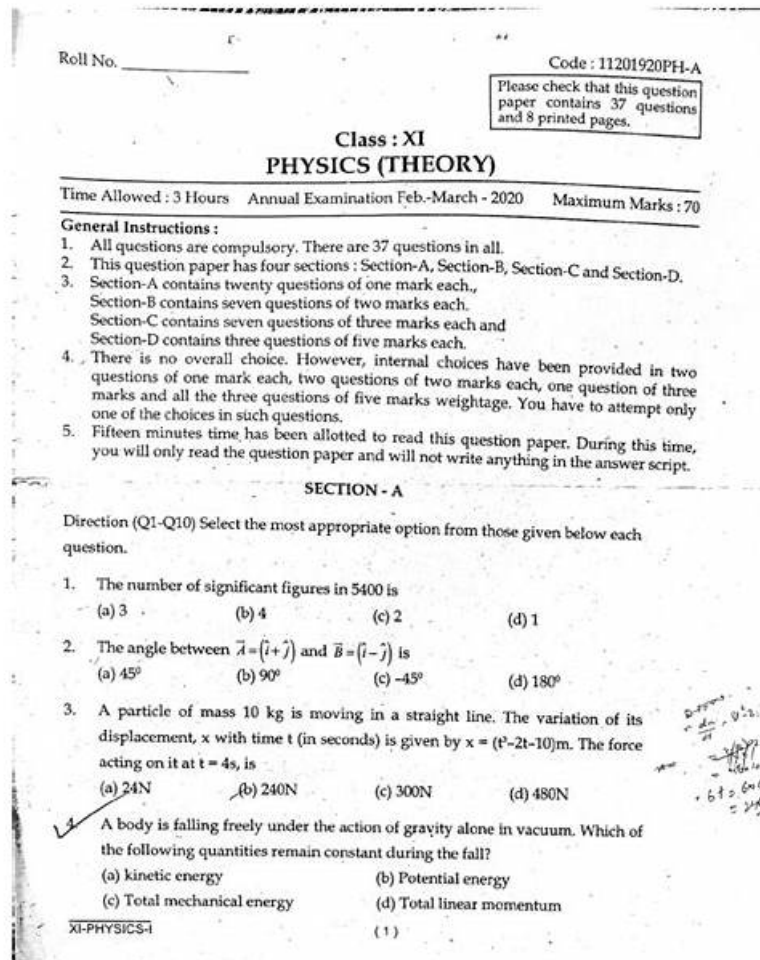 Roll No.
Code : 11201920PH-A
Please check that this question
paper contains 37 questions
and 8 printed pages.
Class : XI
PHYSICS (THEORY)
Time Allowed : 3 Hours Annual Examination Feb.-March - 2020 Maximum Marks : 70
General Instructions :
1. All questions are compulsory. There are 37 questions in all.
2. This question paper has four sections : Section-A, Section-B, Section-C and Section-D.
3. Section-A contains twenty questions of one mark each.,
Section-B contains seven questions of two marks each.
Section-C contains seven questions of three marks each and
Section-D contains three questions of five marks each.
4. There is no overall choice. However, internal choices have been provided in two
questions of one mark each, two questions of two marks each, one question of three
marks and all the three questions of five marks weightage. You have to attempt only
one of the choices in such questions.
5. Fifteen minutes time has been allotted to read this question paper. During this time,
you will only read the question paper and will not write anything in the answer script.
SECTION - A
Direction (Q1-Q10) Select the most appropriate option from those given below each
question.
1. The number of significant figures in 5400 is
(a) 3 (b) 4 (c) 2 (d) 1
2. The angle between A⃗ = (î + ĵ) and B⃗ = (î − ĵ) is
(a) 45⁰ (b) 90⁰ (c) –45⁰ (d) 180⁰
3. A particle of mass 10 kg is moving in a straight line. The variation of its
displacement, x with time t (in seconds) is given by x = (t³–2t–10)m. The force
acting on it at t = 4s, is
(a) 24N (b) 240N (c) 300N (d) 480N
4. A body is falling freely under the action of gravity alone in vacuum. Which of
the following quantities remain constant during the fall?
(a) kinetic energy (b) Potential energy
(c) Total mechanical energy (d) Total linear momentum
XI-PHYSICS-I (1)